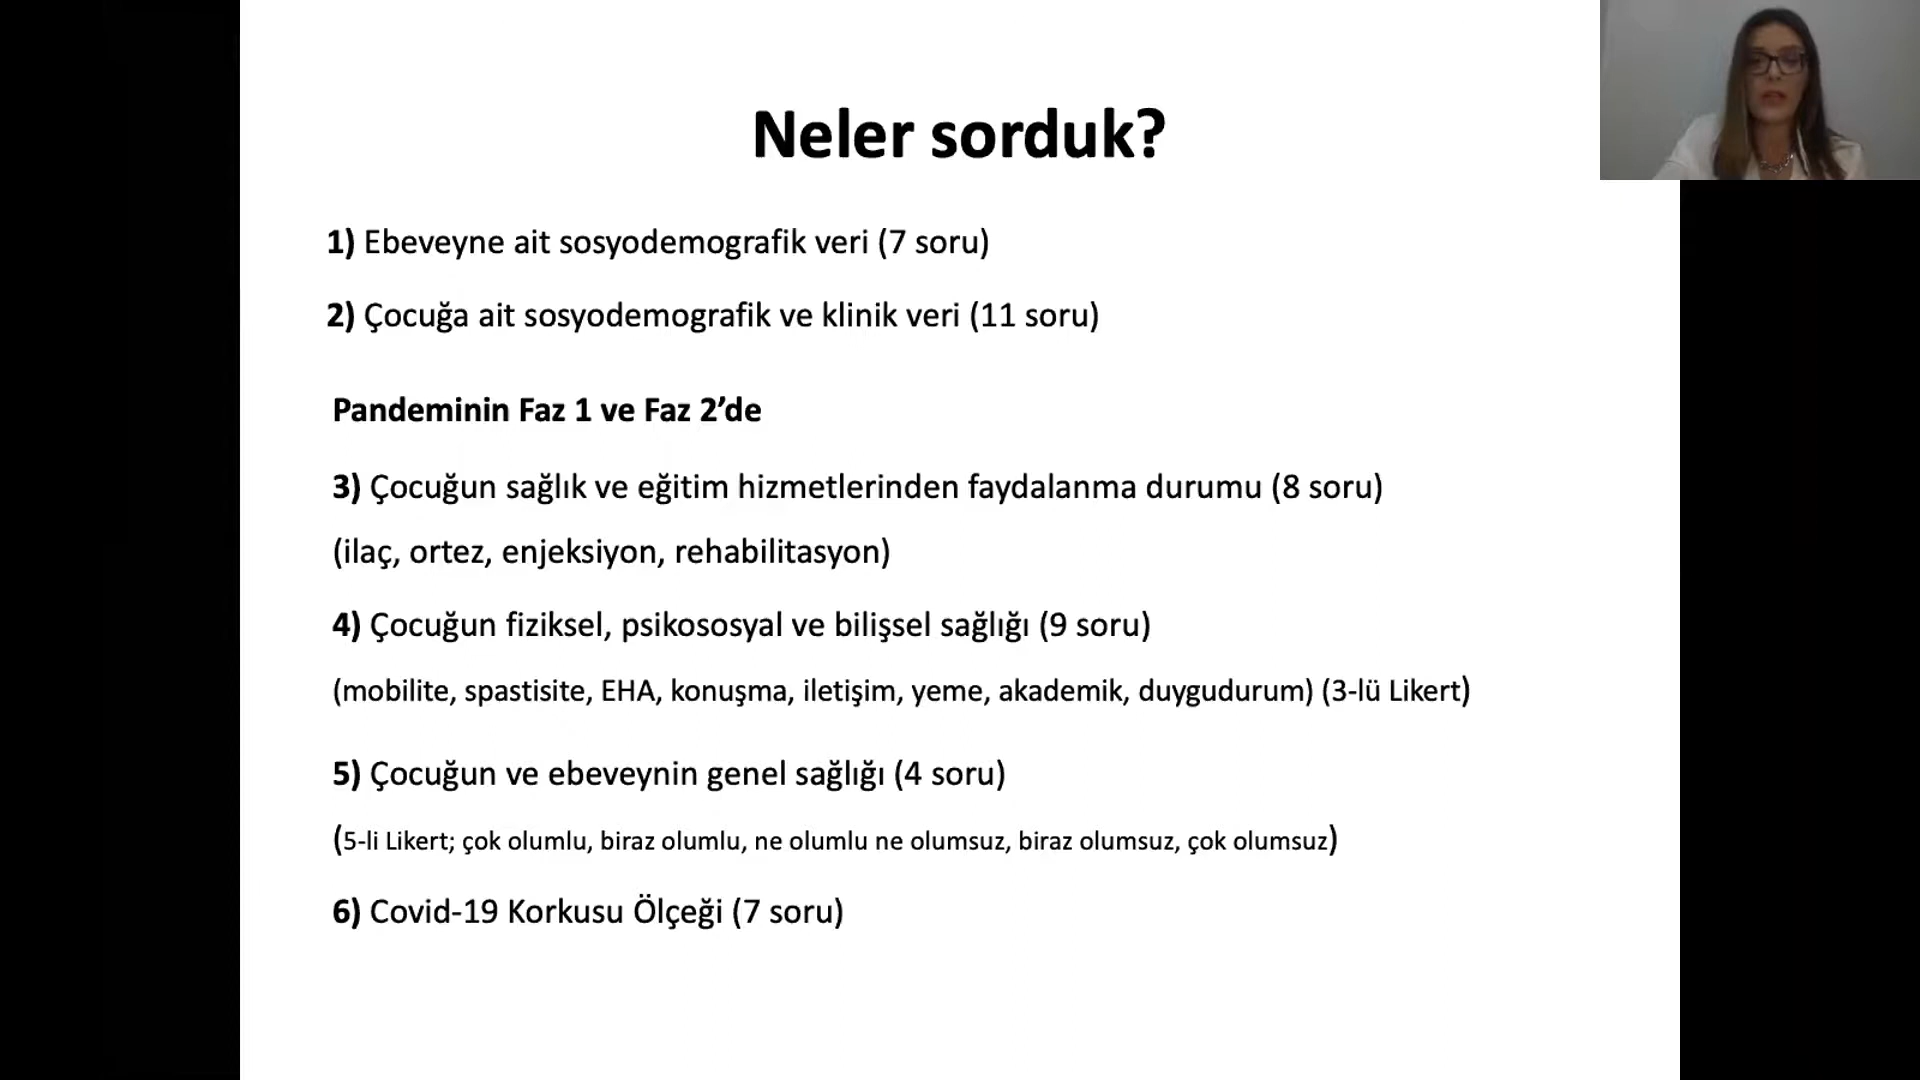 Neler sorduk?
1) Ebeveyne ait sosyodemografik veri (7 soru)
2) Çocuğa ait sosyodemografik ve klinik veri (11 soru)
Pandeminin Faz 1 ve Faz 2’de
3) Çocuğun sağlık ve eğitim hizmetlerinden faydalanma durumu (8 soru)
(ilaç, ortez, enjeksiyon, rehabilitasyon)
4) Çocuğun fiziksel, psikososyal ve bilişsel sağlığı (9 soru)
(mobilite, spastisite, EHA, konuşma, iletişim, yeme, akademik, duygudurum) (3-lü Likert)
5) Çocuğun ve ebeveynin genel sağlığı (4 soru)
(5-li Likert; çok olumlu, biraz olumlu, ne olumlu ne olumsuz, biraz olumsuz, çok olumsuz)
6) Covid-19 Korkusu Ölçeği (7 soru)